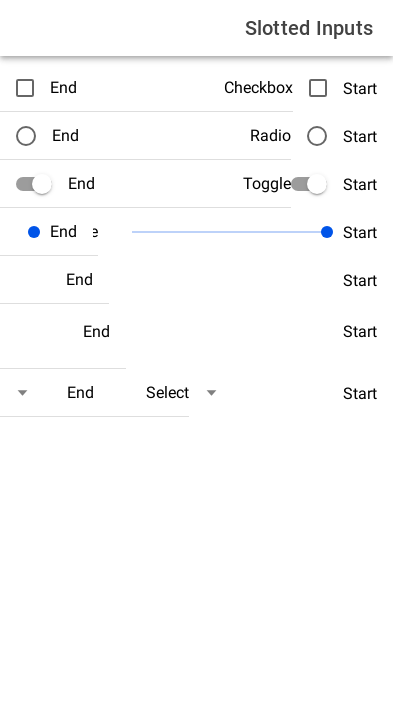 Slotted Inputs
End Checkbox Start
End Radio Start
End Toggle Start
End e Start
End Start
End Start
End Select Start